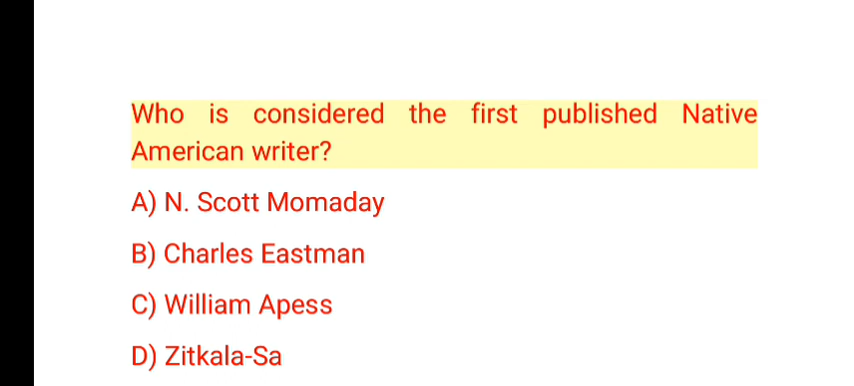 Who is considered the first published Native
American writer?
A) N. Scott Momaday
B) Charles Eastman
C) William Apess
D) Zitkala-Sa